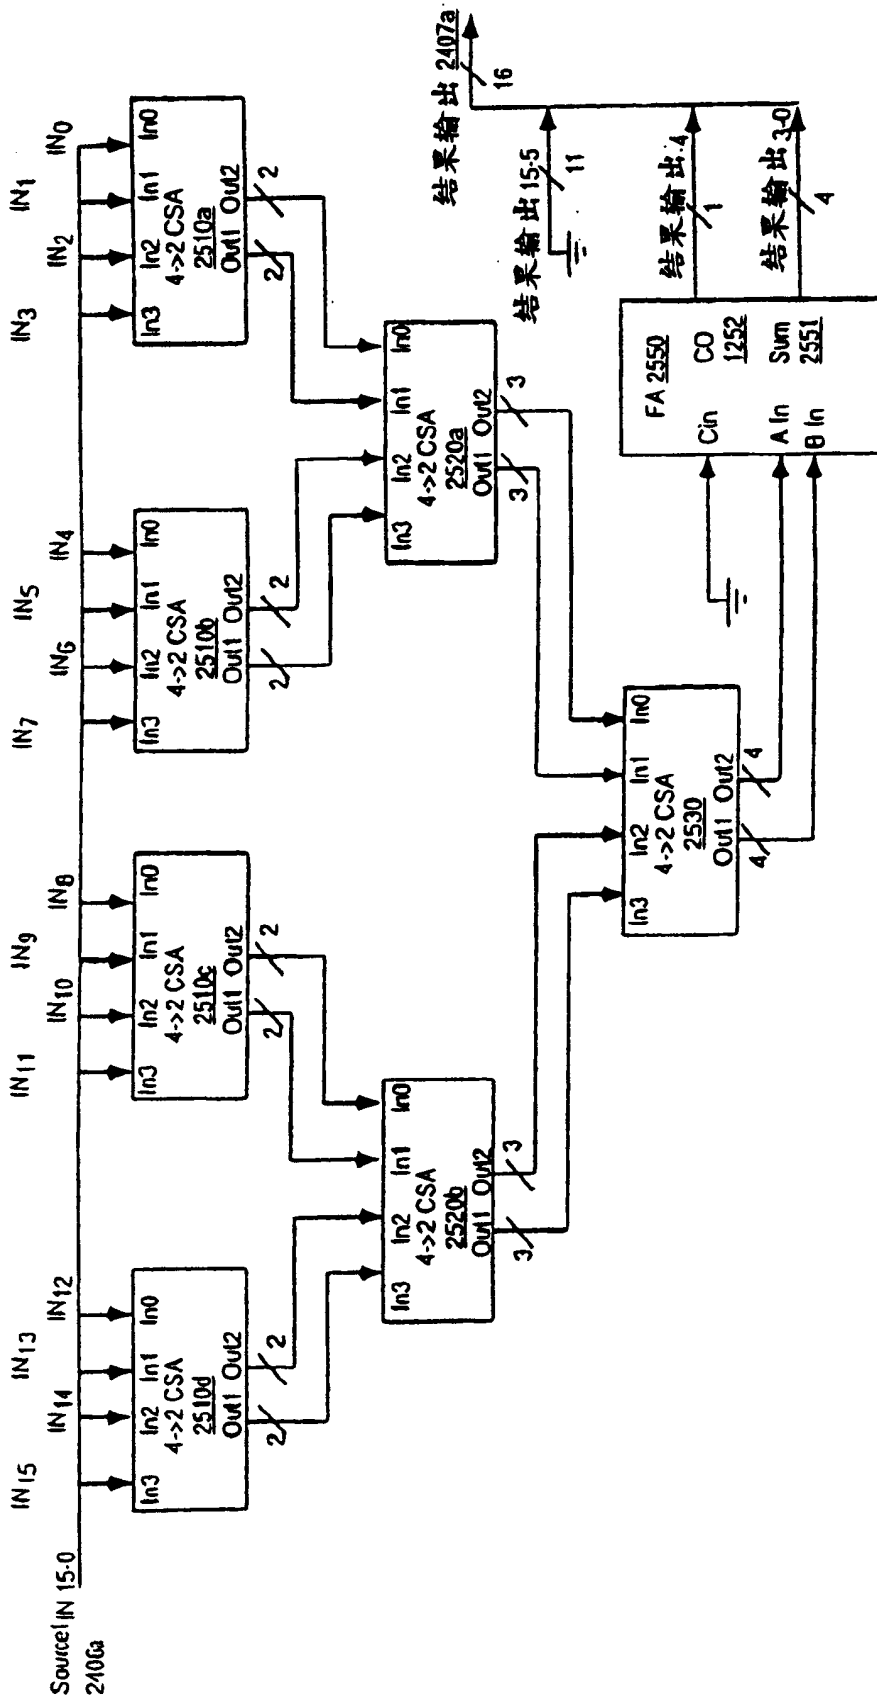 Source1 IN 15-0
2406a
IN15 IN14 IN13 IN12
IN11 IN10 IN9 IN8
IN7 IN6 IN5 IN4
IN3 IN2 IN1 IN0
In3 In2 In1 In0
4->2 CSA
2510d
Out1 Out2
2 2
In3 In2 In1 In0
4->2 CSA
2510c
Out1 Out2
2 2
In3 In2 In1 In0
4->2 CSA
2510b
Out1 Out2
2 2
In3 In2 In1 In0
4->2 CSA
2510a
Out1 Out2
2 2
In3 In2 In1 In0
4->2 CSA
2520b
Out1 Out2
3 3
In3 In2 In1 In0
4->2 CSA
2520a
Out1 Out2
3 3
In3 In2 In1 In0
4->2 CSA
2530
Out1 Out2
4 4
FA 2550
Cin CO
1252
A In Sum
B In 2551
结果输出 2407a
16
结果输出 15-5
11
结果输出 4
1
结果输出 3-0
4